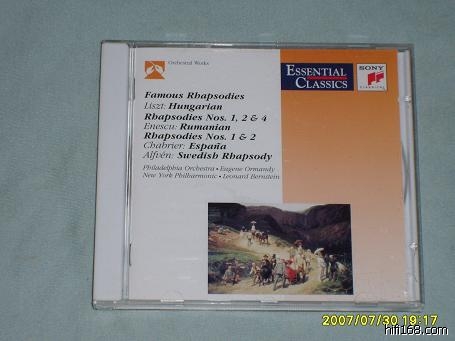 Orchestral Works
ESSENTIAL
CLASSICS
SONY
CLASSICAL
Famous Rhapsodies
Liszt: Hungarian
Rhapsodies Nos. 1, 2 & 4
Enescu: Rumanian
Rhapsodies Nos. 1 & 2
Chabrier: España
Alfvén: Swedish Rhapsody
Philadelphia Orchestra • Eugene Ormandy
New York Philharmonic • Leonard Bernstein
2007/07/30 19:17
hifi168.com